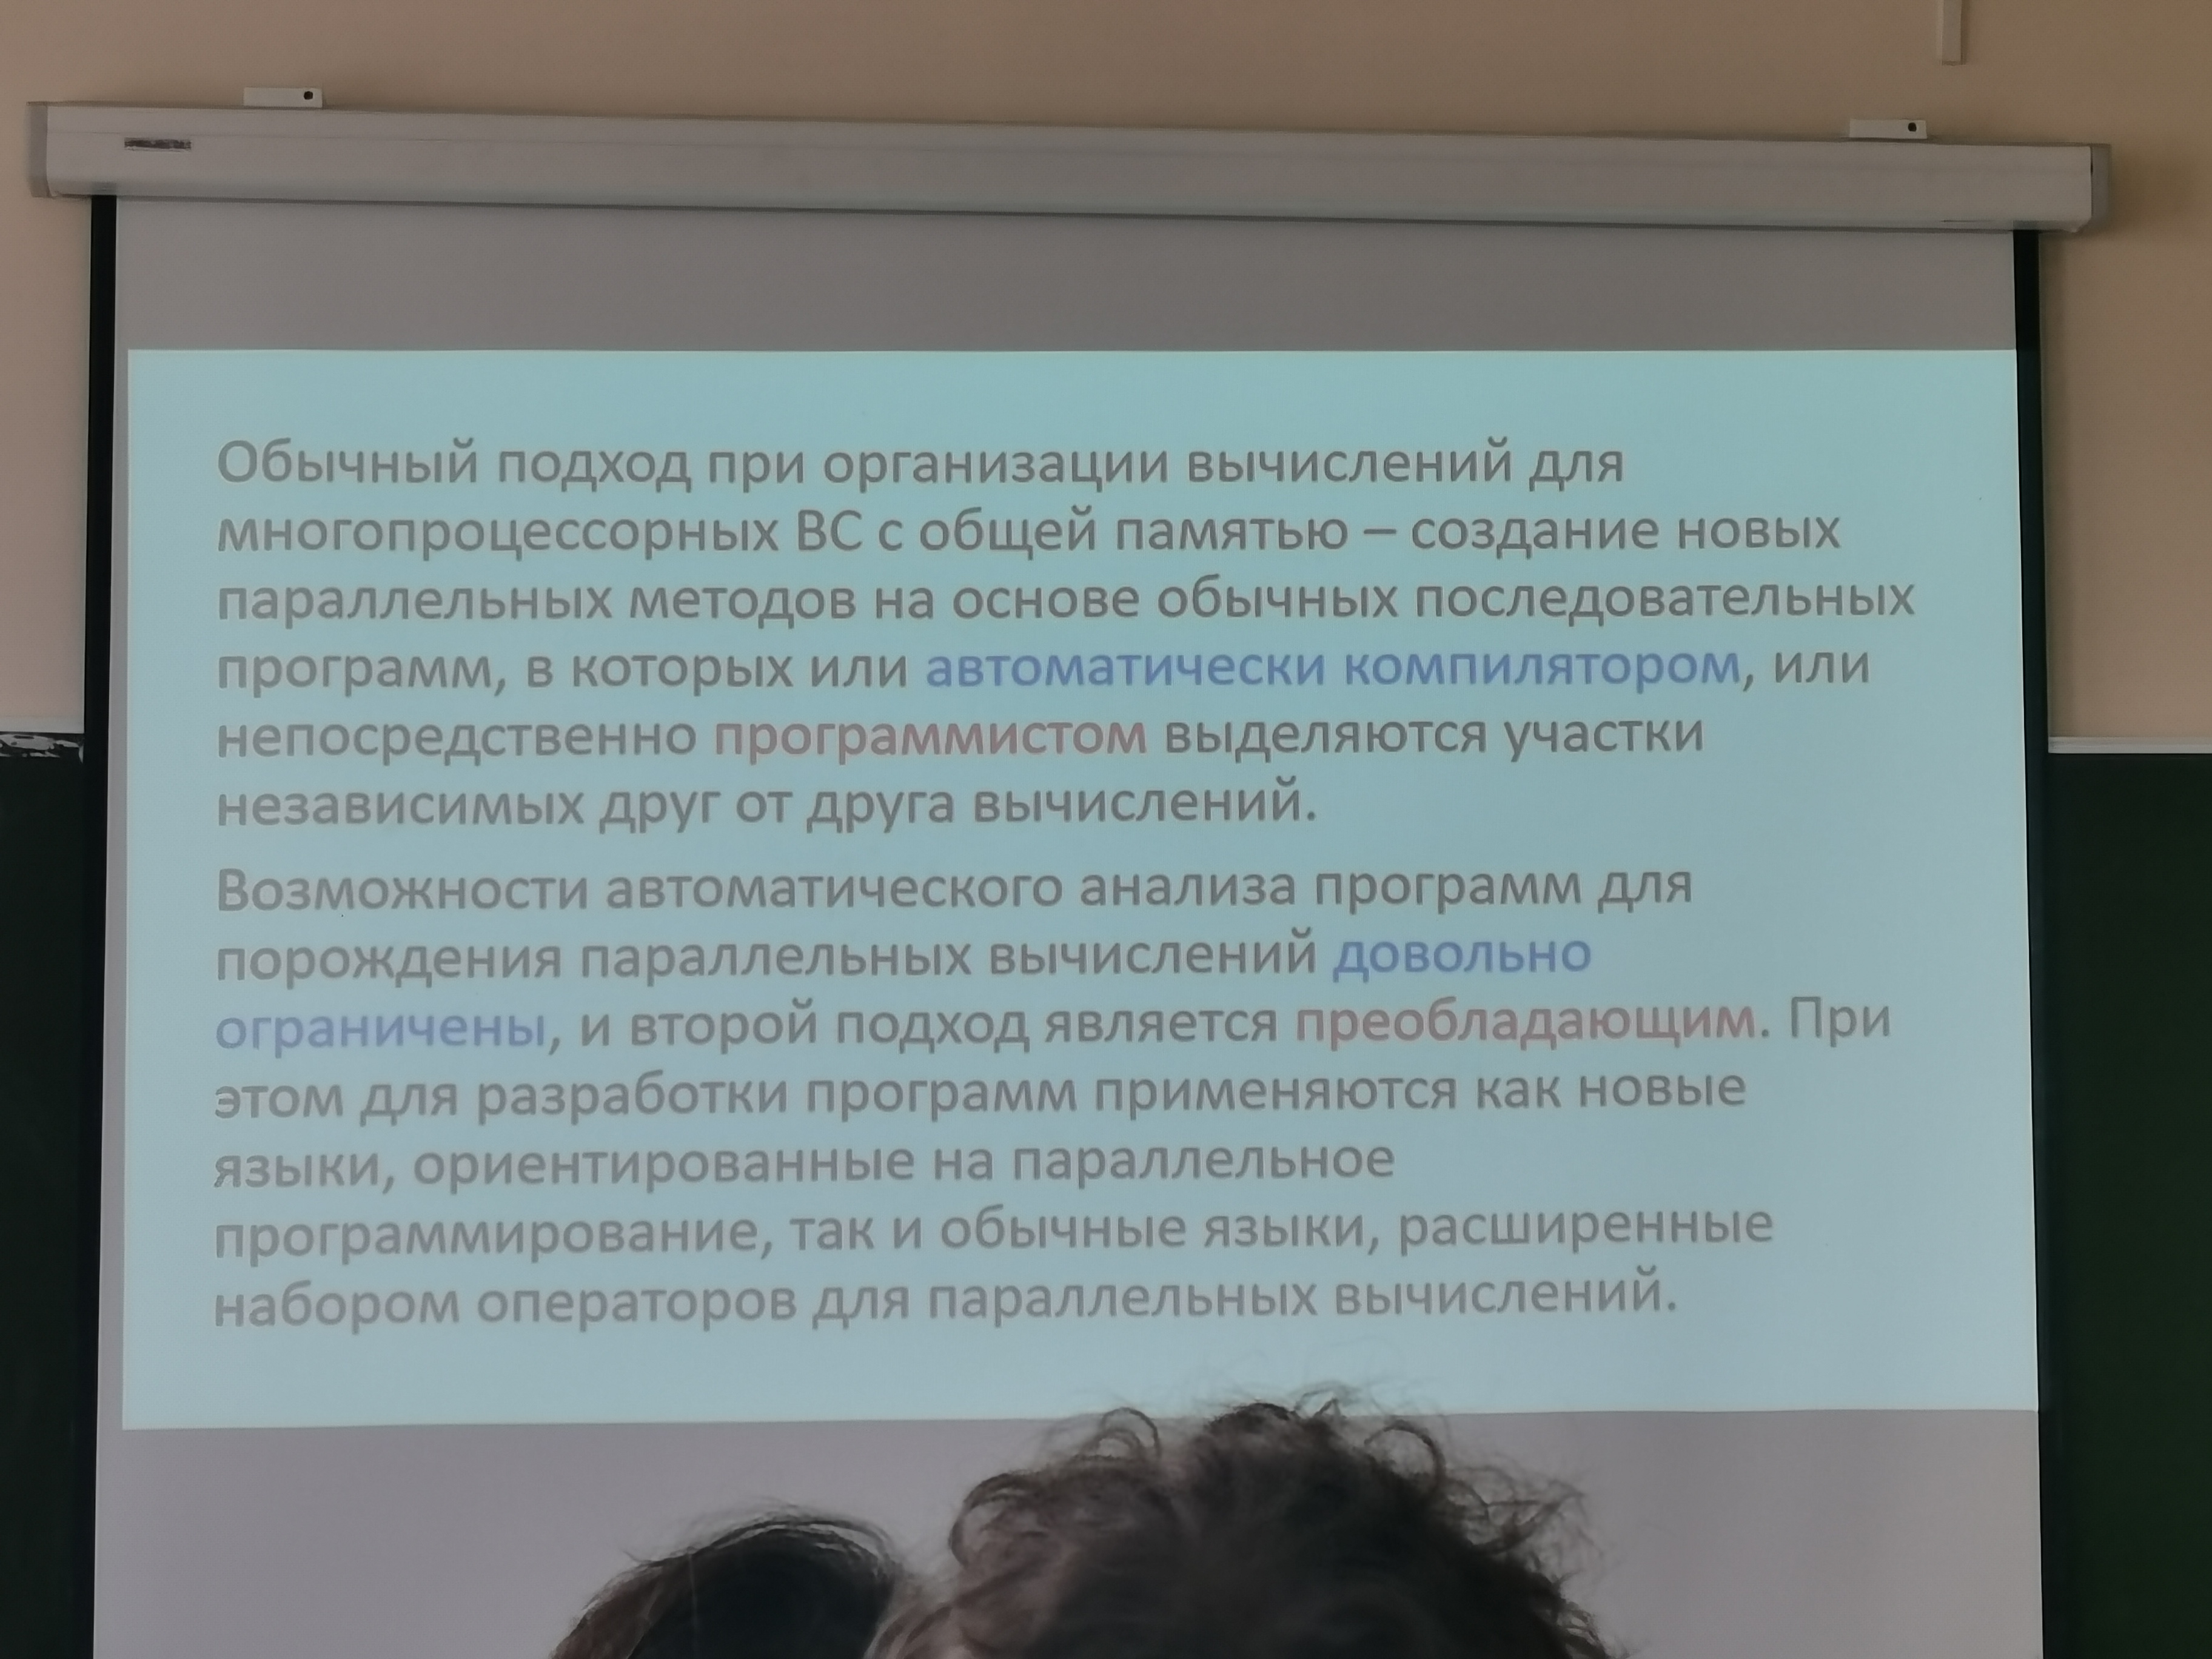 Обычный подход при организации вычислений для
многопроцессорных ВС с общей памятью – создание новых
параллельных методов на основе обычных последовательных
программ, в которых или автоматически компилятором, или
непосредственно программистом выделяются участки
независимых друг от друга вычислений.
Возможности автоматического анализа программ для
порождения параллельных вычислений довольно
ограничены, и второй подход является преобладающим. При
этом для разработки программ применяются как новые
языки, ориентированные на параллельное
программирование, так и обычные языки, расширенные
набором операторов для параллельных вычислений.